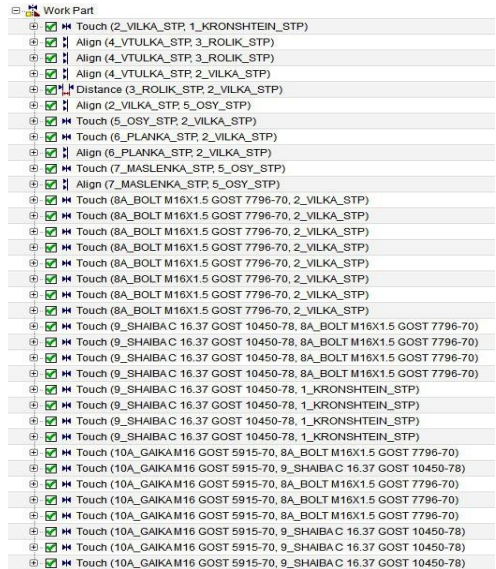 Work Part
Touch (2_VILKA_STP, 1_KRONSHTEIN_STP)
Align (4_VTULKA_STP, 3_ROLIK_STP)
Align (4_VTULKA_STP, 3_ROLIK_STP)
Align (4_VTULKA_STP, 2_VILKA_STP)
Distance (3_ROLIK_STP, 2_VILKA_STP)
Align (2_VILKA_STP, 5_OSY_STP)
Touch (5_OSY_STP, 2_VILKA_STP)
Touch (6_PLANKA_STP, 2_VILKA_STP)
Align (6_PLANKA_STP, 2_VILKA_STP)
Touch (7_MASLENKA_STP, 5_OSY_STP)
Align (7_MASLENKA_STP, 5_OSY_STP)
Touch (8A_BOLT M16X1.5 GOST 7796-70, 2_VILKA_STP)
Touch (8A_BOLT M16X1.5 GOST 7796-70, 2_VILKA_STP)
Touch (8A_BOLT M16X1.5 GOST 7796-70, 2_VILKA_STP)
Touch (8A_BOLT M16X1.5 GOST 7796-70, 2_VILKA_STP)
Touch (8A_BOLT M16X1.5 GOST 7796-70, 2_VILKA_STP)
Touch (8A_BOLT M16X1.5 GOST 7796-70, 2_VILKA_STP)
Touch (8A_BOLT M16X1.5 GOST 7796-70, 2_VILKA_STP)
Touch (8A_BOLT M16X1.5 GOST 7796-70, 2_VILKA_STP)
Touch (9_SHAIBA C 16.37 GOST 10450-78, 8A_BOLT M16X1.5 GOST 7796-70)
Touch (9_SHAIBA C 16.37 GOST 10450-78, 8A_BOLT M16X1.5 GOST 7796-70)
Touch (9_SHAIBA C 16.37 GOST 10450-78, 8A_BOLT M16X1.5 GOST 7796-70)
Touch (9_SHAIBA C 16.37 GOST 10450-78, 8A_BOLT M16X1.5 GOST 7796-70)
Touch (9_SHAIBA C 16.37 GOST 10450-78, 1_KRONSHTEIN_STP)
Touch (9_SHAIBA C 16.37 GOST 10450-78, 1_KRONSHTEIN_STP)
Touch (9_SHAIBA C 16.37 GOST 10450-78, 1_KRONSHTEIN_STP)
Touch (9_SHAIBA C 16.37 GOST 10450-78, 1_KRONSHTEIN_STP)
Touch (10A_GAIKA M16 GOST 5915-70, 8A_BOLT M16X1.5 GOST 7796-70)
Touch (10A_GAIKA M16 GOST 5915-70, 9_SHAIBA C 16.37 GOST 10450-78)
Touch (10A_GAIKA M16 GOST 5915-70, 8A_BOLT M16X1.5 GOST 7796-70)
Touch (10A_GAIKA M16 GOST 5915-70, 8A_BOLT M16X1.5 GOST 7796-70)
Touch (10A_GAIKA M16 GOST 5915-70, 8A_BOLT M16X1.5 GOST 7796-70)
Touch (10A_GAIKA M16 GOST 5915-70, 9_SHAIBA C 16.37 GOST 10450-78)
Touch (10A_GAIKA M16 GOST 5915-70, 9_SHAIBA C 16.37 GOST 10450-78)
Touch (10A_GAIKA M16 GOST 5915-70, 9_SHAIBA C 16.37 GOST 10450-78)